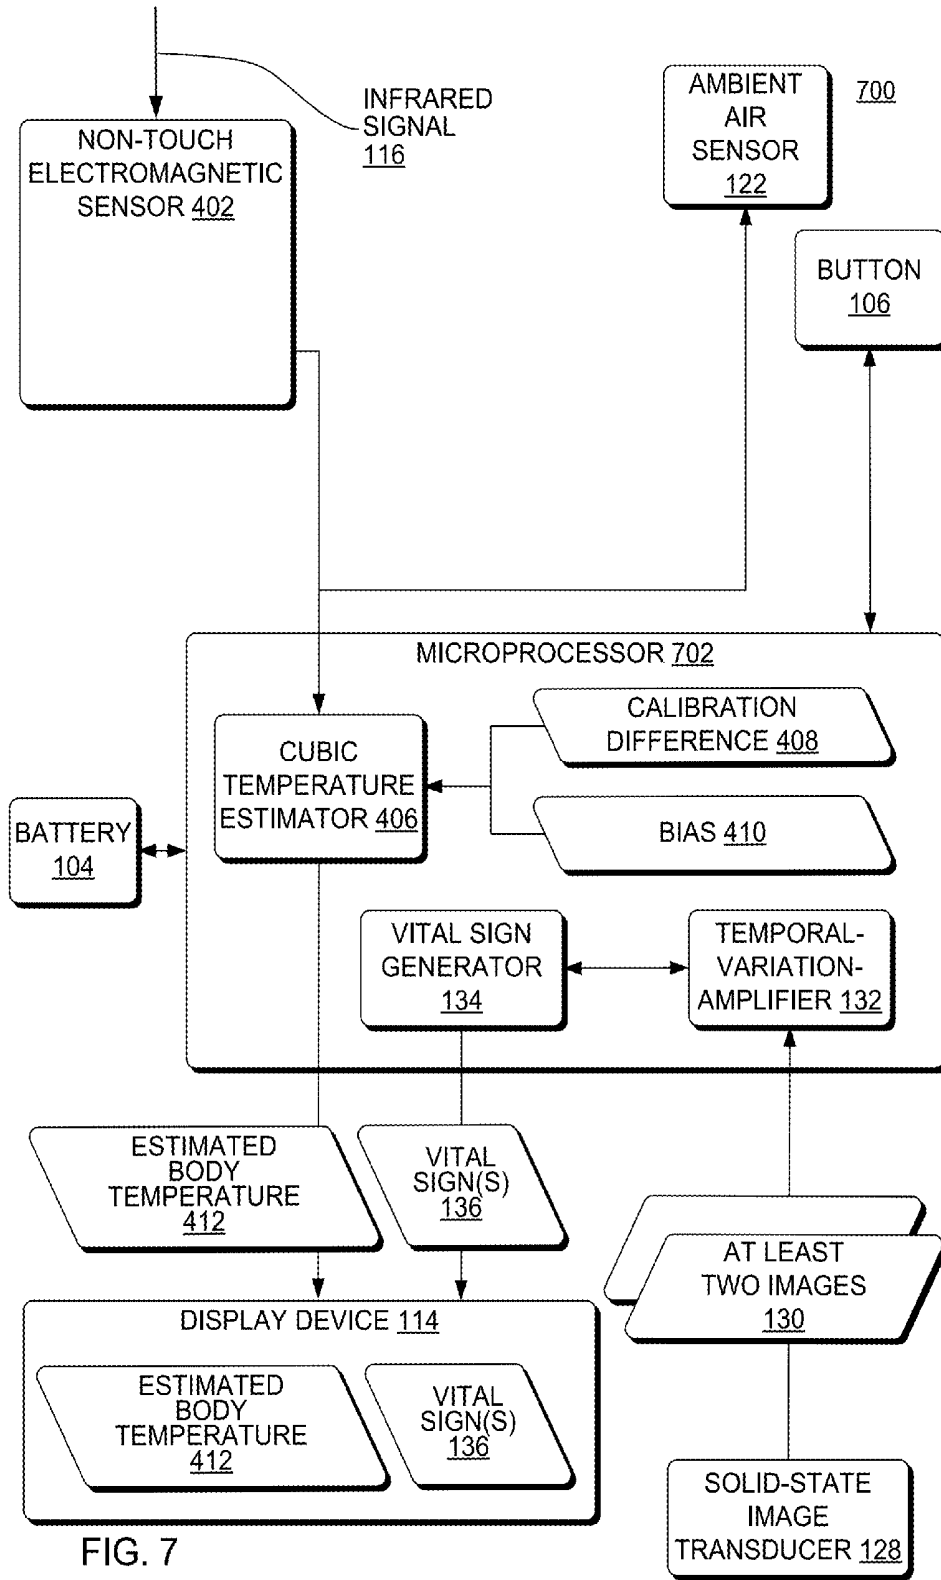 INFRARED
SIGNAL
116
NON-TOUCH
ELECTROMAGNETIC
SENSOR 402
AMBIENT
AIR
SENSOR
122
700
BUTTON
106
MICROPROCESSOR 702
CUBIC
TEMPERATURE
ESTIMATOR 406
CALIBRATION
DIFFERENCE 408
BIAS 410
BATTERY
104
VITAL SIGN
GENERATOR
134
TEMPORAL-
VARIATION-
AMPLIFIER 132
ESTIMATED
BODY
TEMPERATURE
412
VITAL
SIGN(S)
136
AT LEAST
TWO IMAGES
130
DISPLAY DEVICE 114
ESTIMATED
BODY
TEMPERATURE
412
VITAL
SIGN(S)
136
SOLID-STATE
IMAGE
TRANSDUCER 128
FIG. 7